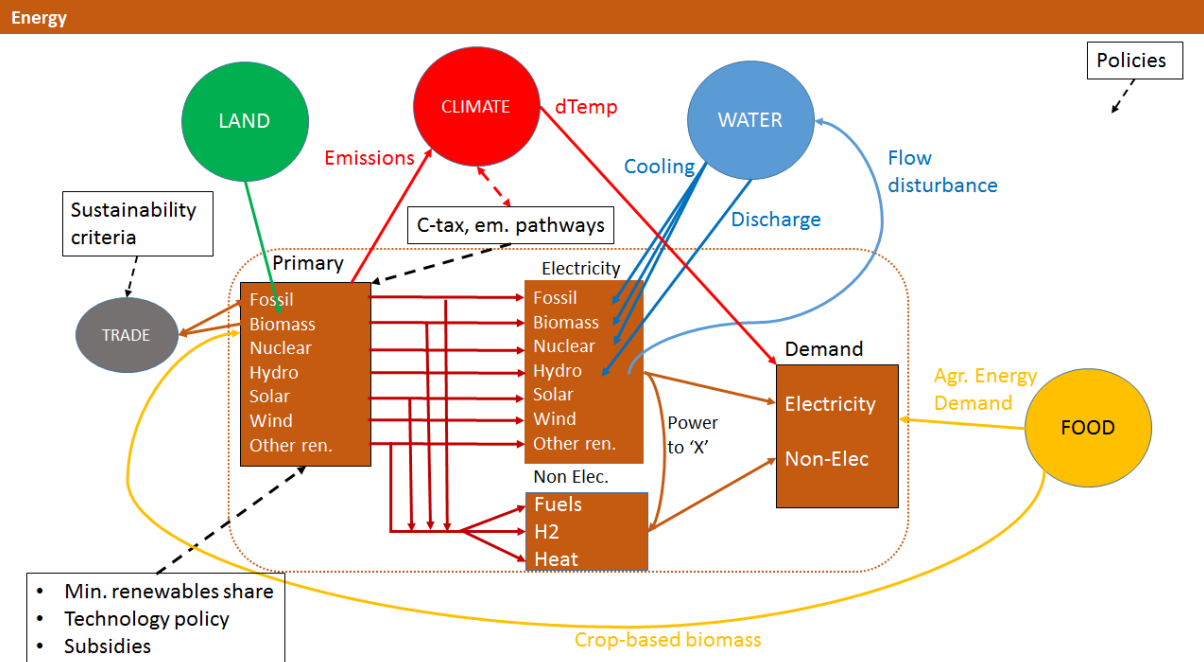 Energy
Policies
LAND
CLIMATE
dTemp
WATER
Emissions
Cooling
Flow
disturbance
Sustainability
criteria
C-tax, em. pathways
Discharge
Primary
Fossil
Biomass
Nuclear
Hydro
Solar
Wind
Other ren.
TRADE
Electricity
Fossil
Biomass
Nuclear
Hydro
Solar
Wind
Other ren.
Non Elec.
Fuels
H2
Heat
Power
to ‘X’
Demand
Electricity
Non-Elec
Agr. Energy
Demand
FOOD
• Min. renewables share
• Technology policy
• Subsidies
Crop-based biomass